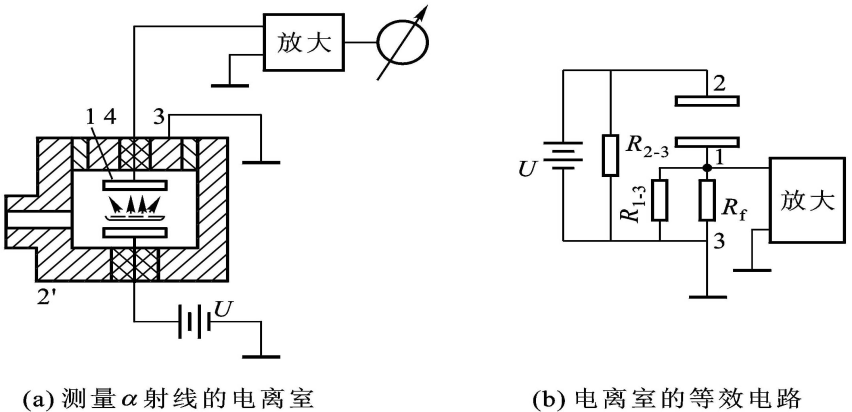 放大
1 4 3
2'
U
(a) 测量α射线的电离室
2
U
R2-3
1
R1-3
Rf
放大
3
(b) 电离室的等效电路